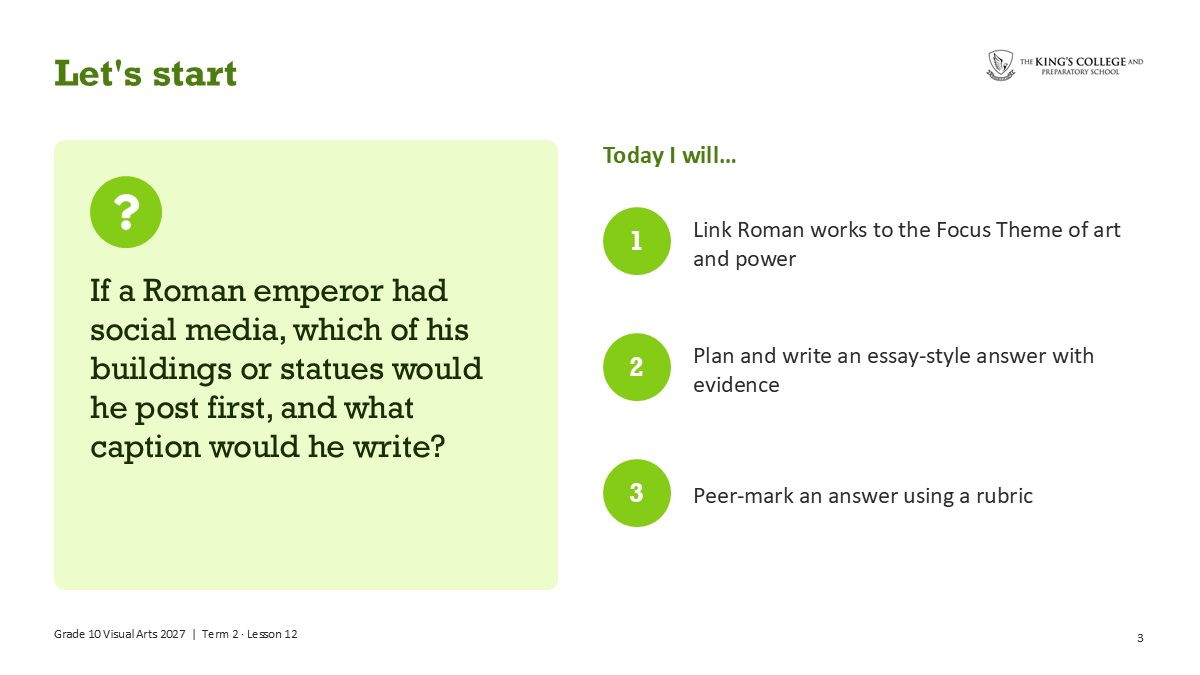 Let's start
THE KING'S COLLEGE AND
PREPARATORY SCHOOL
?
If a Roman emperor had
social media, which of his
buildings or statues would
he post first, and what
caption would he write?
Today I will…
1
Link Roman works to the Focus Theme of art
and power
2
Plan and write an essay-style answer with
evidence
3
Peer-mark an answer using a rubric
Grade 10 Visual Arts 2027 | Term 2 · Lesson 12
3